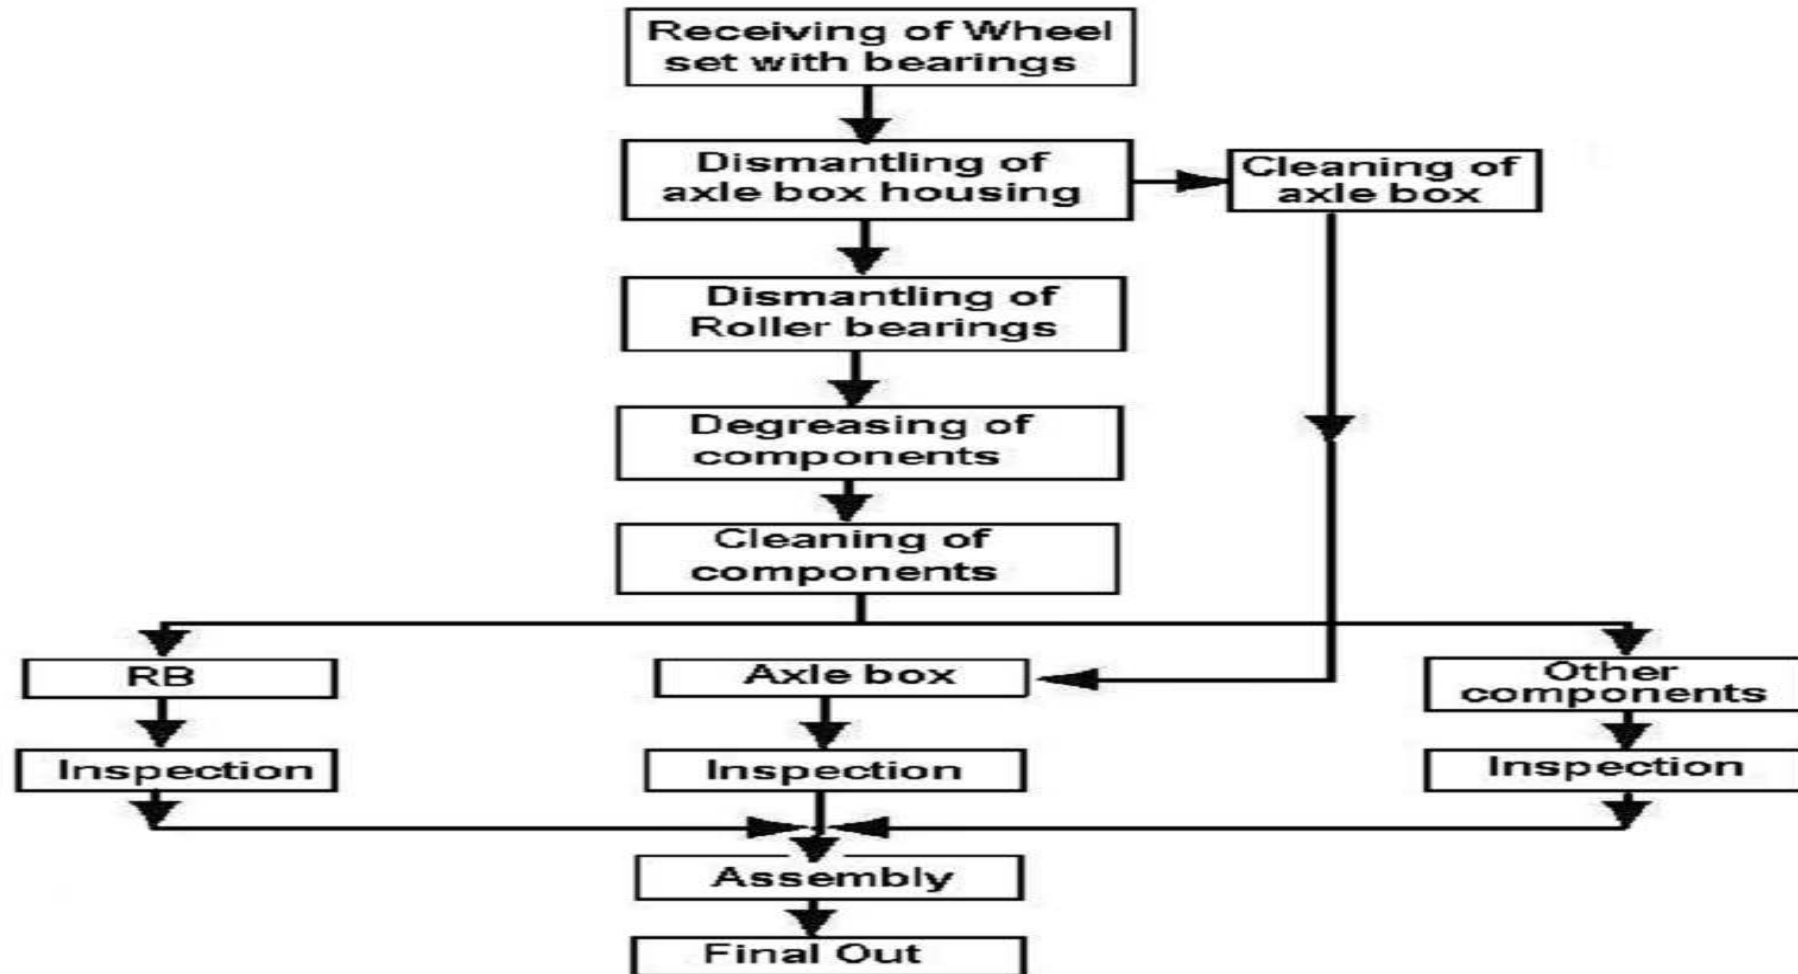 Receiving of Wheel
set with bearings
Dismantling of
axle box housing
Cleaning of
axle box
Dismantling of
Roller bearings
Degreasing of
components
Cleaning of
components
RB
Axle box
Other
components
Inspection
Inspection
Inspection
Assembly
Final Out